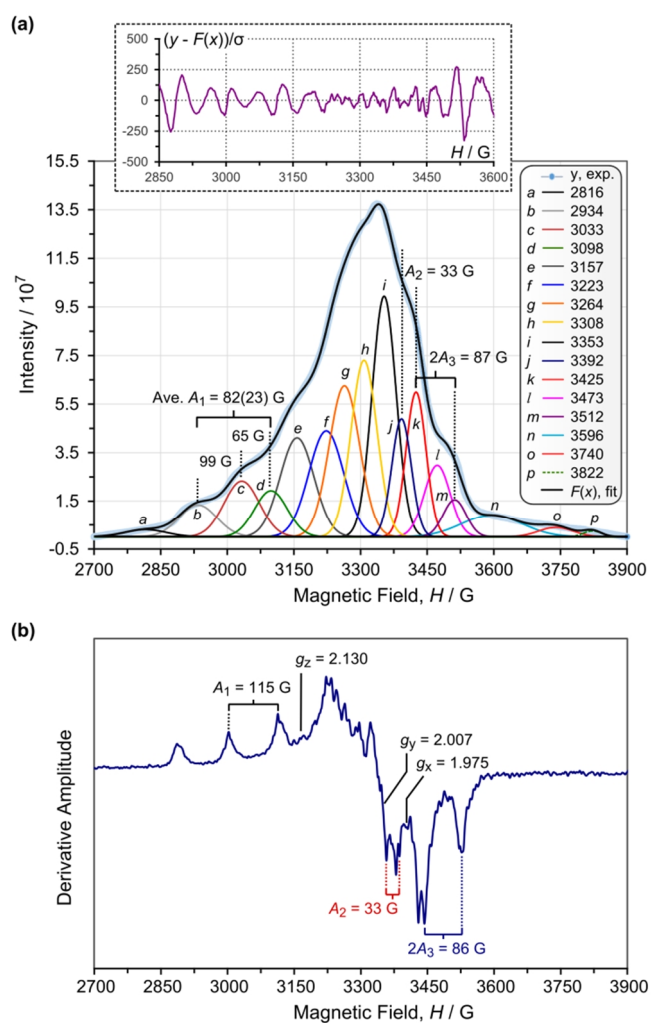 (a)
(y - F(x))/σ
500
250
0
-250
-500
2850
3000
3150
3300
3450
3600
H / G
15.5
13.5
11.5
9.5
7.5
5.5
3.5
1.5
-0.5
Intensity / 10⁷
y, exp.
a 2816
b 2934
c 3033
d 3098
e 3157
f 3223
g 3264
h 3308
i 3353
j 3392
k 3425
l 3473
m 3512
n 3596
o 3740
p 3822
F(x), fit
A₂ = 33 G
2A₃ = 87 G
Ave. A₁ = 82(23) G
65 G
99 G
a
b
c
d
e
f
g
h
i
j
k
l
m
n
o
p
2700
2850
3000
3150
3300
3450
3600
3750
3900
Magnetic Field, H / G
(b)
g_z = 2.130
A₁ = 115 G
g_y = 2.007
g_x = 1.975
Derivative Amplitude
A₂ = 33 G
2A₃ = 86 G
2700
2850
3000
3150
3300
3450
3600
3750
3900
Magnetic Field, H / G